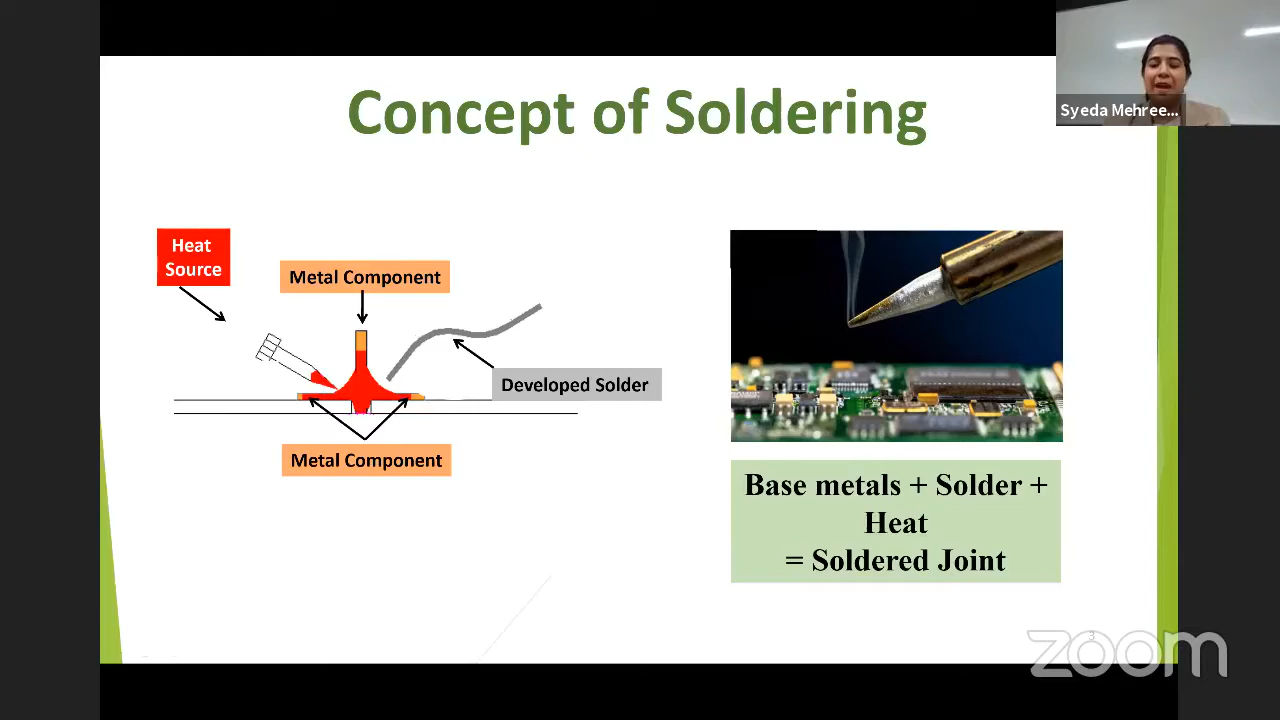 Concept of Soldering
Syeda Mehree...
Heat
Source
Metal Component
Developed Solder
Metal Component
Base metals + Solder +
Heat
= Soldered Joint
3
zoom